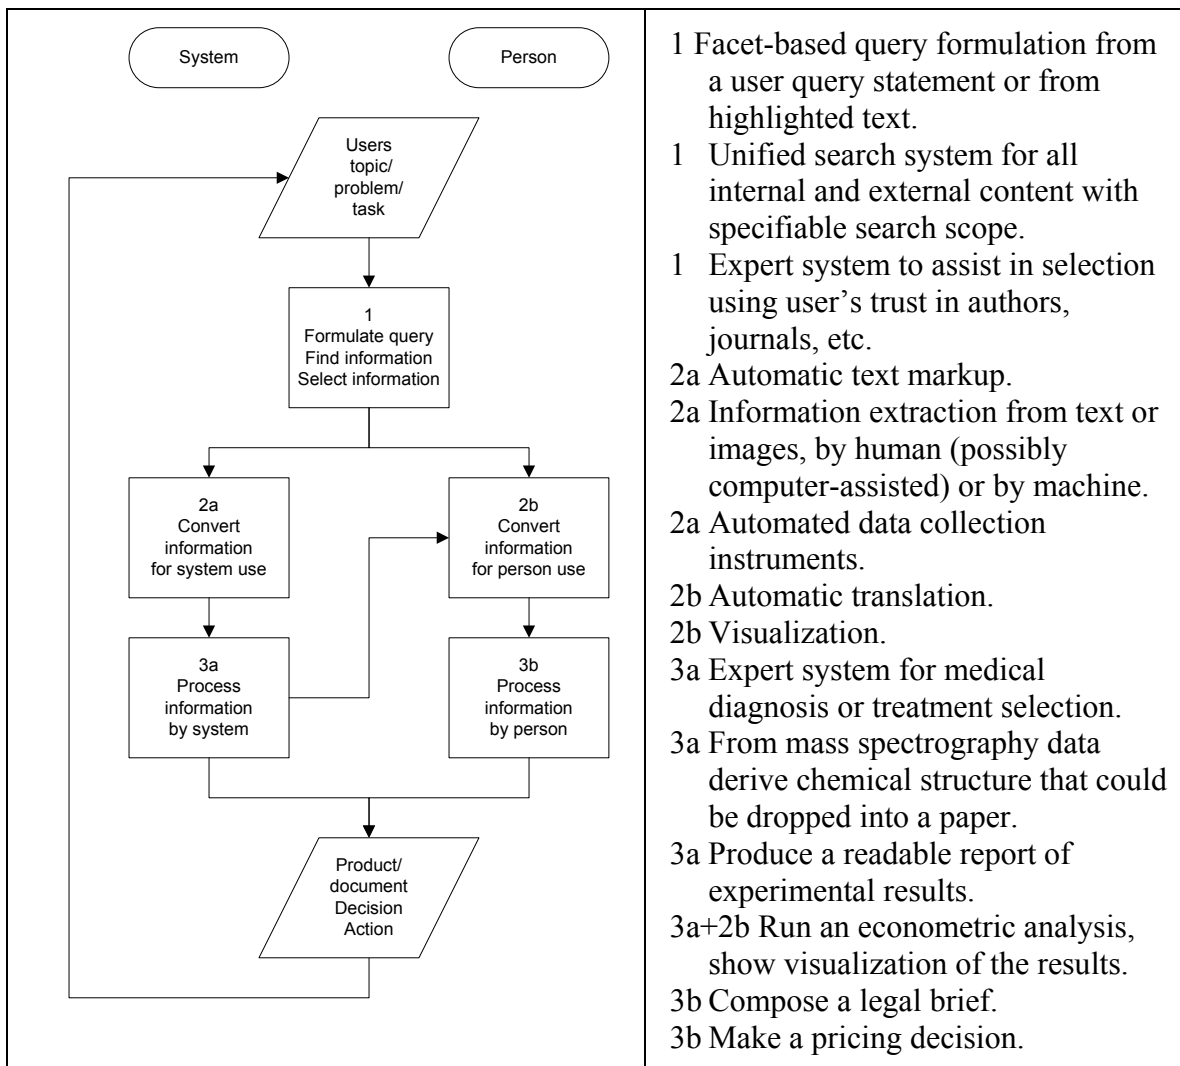 System
Person
Users
topic/
problem/
task
1
Formulate query
Find information
Select information
2a
Convert
information
for system use
2b
Convert
information
for person use
3a
Process
information
by system
3b
Process
information
by person
Product/
document
Decision
Action
1 Facet-based query formulation from
a user query statement or from
highlighted text.
1 Unified search system for all
internal and external content with
specifiable search scope.
1 Expert system to assist in selection
using user’s trust in authors,
journals, etc.
2a Automatic text markup.
2a Information extraction from text or
images, by human (possibly
computer-assisted) or by machine.
2a Automated data collection
instruments.
2b Automatic translation.
2b Visualization.
3a Expert system for medical
diagnosis or treatment selection.
3a From mass spectrography data
derive chemical structure that could
be dropped into a paper.
3a Produce a readable report of
experimental results.
3a+2b Run an econometric analysis,
show visualization of the results.
3b Compose a legal brief.
3b Make a pricing decision.